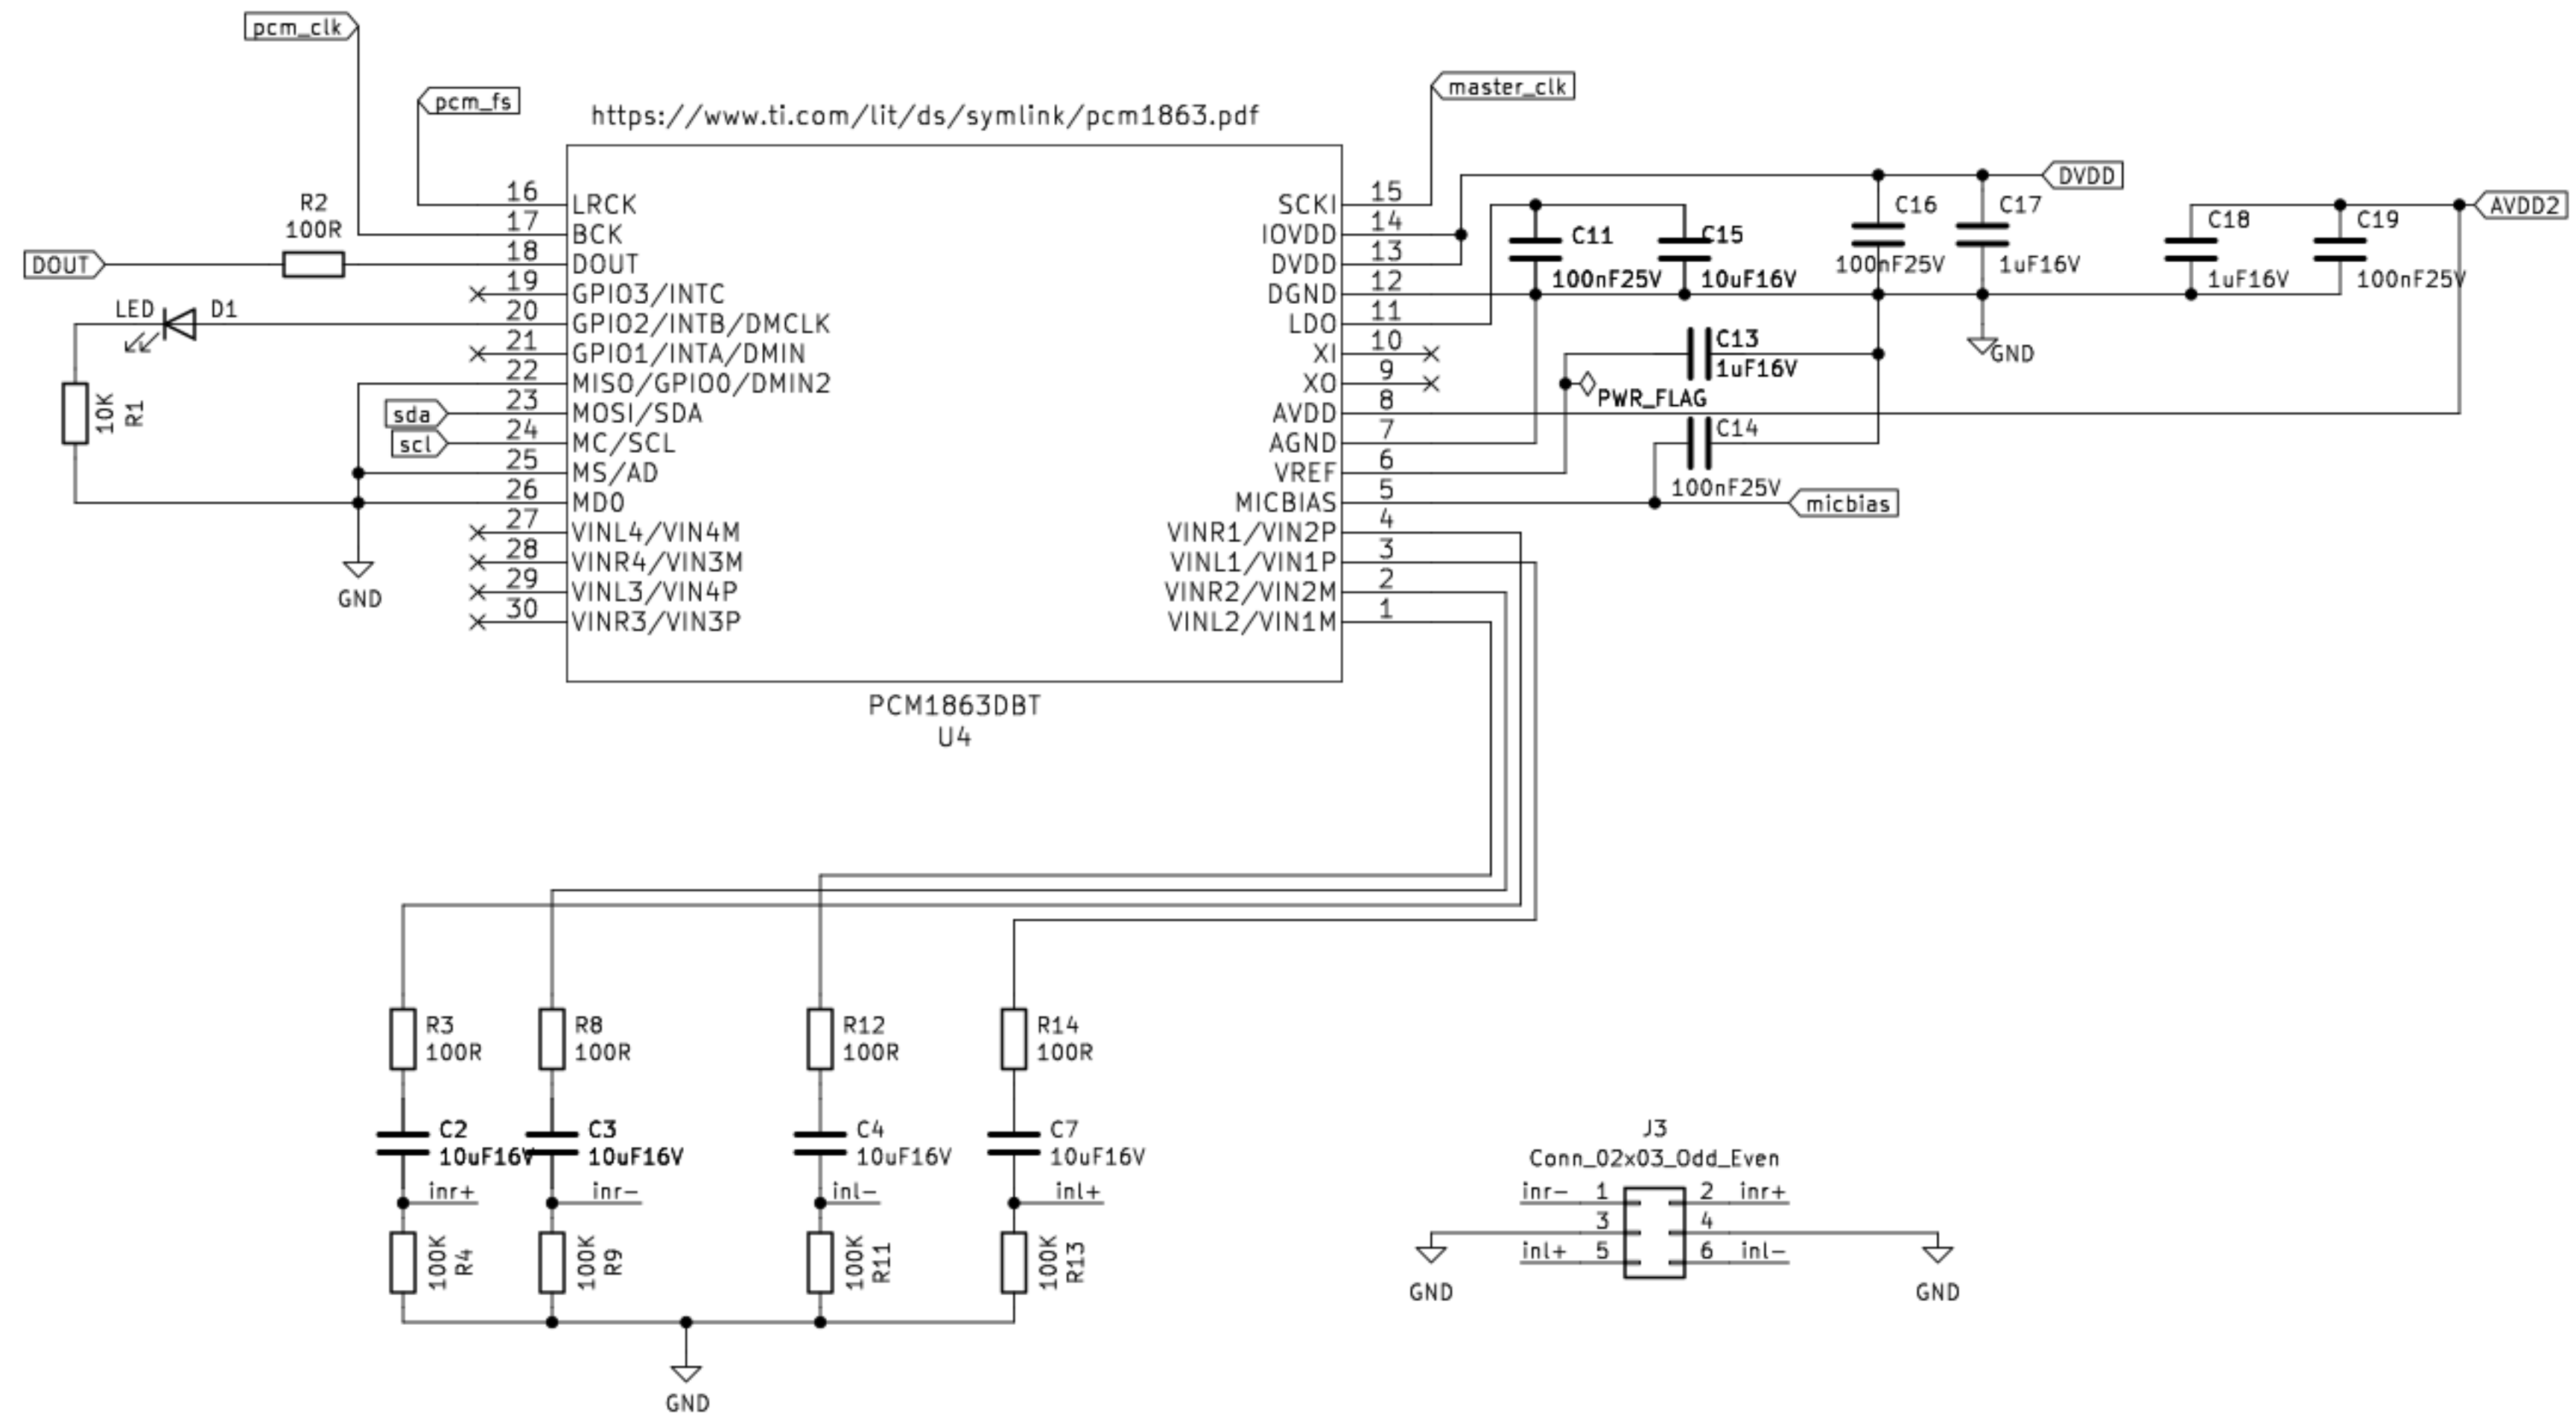 pcm_clk
pcm_fs
https://www.ti.com/lit/ds/symlink/pcm1863.pdf
master_clk
R2
100R
DOUT
LED
D1
10K
R1
sda
scl
GND
16 LRCK
17 BCK
18 DOUT
19 GPIO3/INTC
20 GPIO2/INTB/DMCLK
21 GPIO1/INTA/DMIN
22 MISO/GPIO0/DMIN2
23 MOSI/SDA
24 MC/SCL
25 MS/AD
26 MD0
27 VINL4/VIN4M
28 VINR4/VIN3M
29 VINL3/VIN4P
30 VINR3/VIN3P
SCKI 15
IOVDD 14
DVDD 13
DGND 12
LDO 11
XI 10
XO 9
AVDD 8
AGND 7
VREF 6
MICBIAS 5
VINR1/VIN2P 4
VINL1/VIN1P 3
VINR2/VIN2M 2
VINL2/VIN1M 1
PCM1863DBT
U4
DVDD
AVDD2
C11
100nF25V
C15
10uF16V
C16
100nF25V
C17
1uF16V
C18
1uF16V
C19
100nF25V
GND
C13
1uF16V
PWR_FLAG
C14
100nF25V
micbias
R3
100R
R8
100R
R12
100R
R14
100R
C2
10uF16V
C3
10uF16V
C4
10uF16V
C7
10uF16V
inr+
inr-
inl-
inl+
100K
R4
100K
R9
100K
R11
100K
R13
GND
J3
Conn_02x03_Odd_Even
inr- 1 2 inr+
3 4
inl+ 5 6 inl-
GND
GND